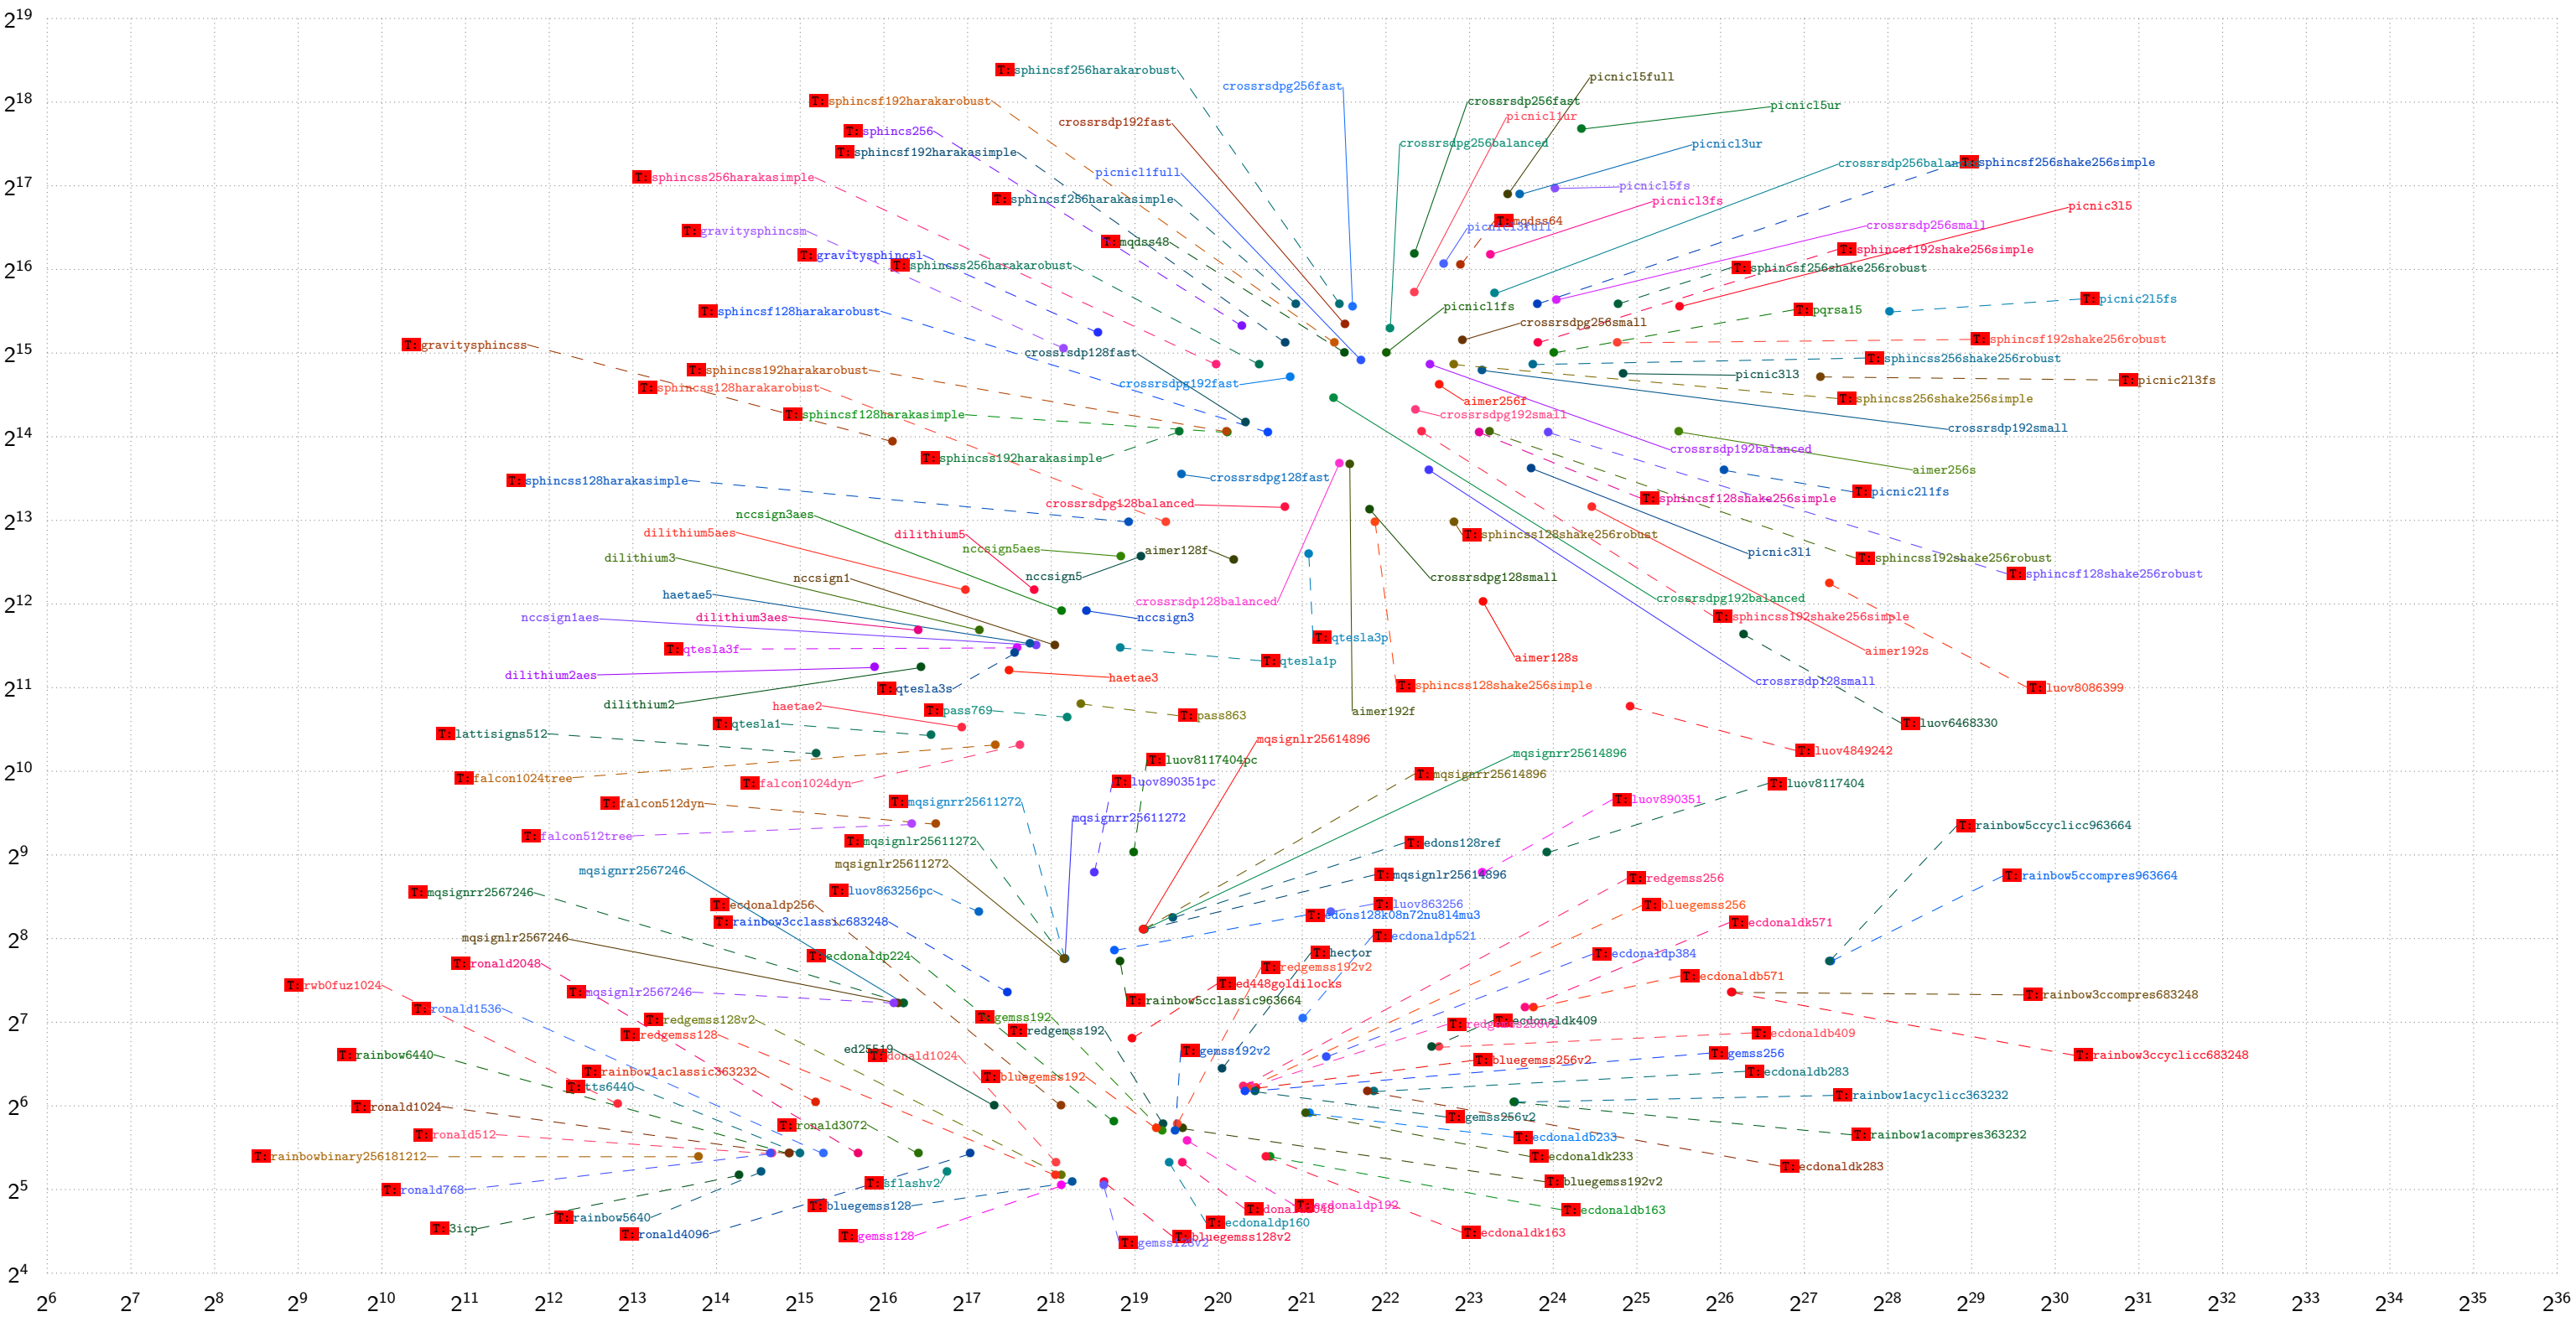 2^19
T:sphincsf256harakarobust
picnicl5full
crossrsdpg256fast
2^18
T:sphincsf192harakarobust
crossrsdp256fast
picnicl5ur
picnicl1ur
crossrsdp192fast
T:sphincs256
crossrsdpg256balanced
picnicl3ur
T:sphincsf192harakasimple
crossrsdp256balanced
T:sphincsf256shake256simple
picnicl1full
T:sphincss256harakasimple
2^17
picnicl5fs
T:sphincsf256harakasimple
picnicl3fs
picnic3l5
T:mqdss64
picnicl3full
crossrsdp256small
T:gravitysphincsm
T:mqdss48
T:sphincsf192shake256simple
T:gravitysphincsl
T:sphincss256harakarobust
T:sphincsf256shake256robust
2^16
T:picnic2l5fs
T:sphincsf128harakarobust
picnicl1fs
T:pqrsa15
crossrsdpg256small
T:sphincsf192shake256robust
T:gravitysphincss
2^15
crossrsdp128fast
T:sphincss256shake256robust
T:sphincss192harakarobust
picnic3l3
T:picnic2l3fs
T:sphincss128harakarobust
crossrsdpg192fast
aimer256f
T:sphincss256shake256simple
T:sphincsf128harakasimple
crossrsdpg192small
crossrsdp192small
2^14
crossrsdp192balanced
T:sphincss192harakasimple
aimer256s
T:sphincss128harakasimple
crossrsdpg128fast
T:picnic2l1fs
T:sphincsf128shake256simple
crossrsdpg128balanced
2^13
nccsign3aes
dilithium5aes
dilithium5
T:sphincss128shake256robust
nccsign5aes
aimer128f
picnic3l1
dilithium3
T:sphincss192shake256robust
nccsign1
nccsign5
crossrsdpg128small
T:sphincsf128shake256robust
haetae5
crossrsdp128balanced
crossrsdpg192balanced
2^12
nccsign1aes
dilithium3aes
nccsign3
T:sphincss192shake256simple
T:qtesla3p
T:qtesla3f
aimer192s
T:qtesla1p
aimer128s
dilithium2aes
haetae3
crossrsdp128small
T:qtesla3s
T:sphincss128shake256simple
T:luov8086399
2^11
dilithium2
haetae2
T:pass769
T:pass863
aimer192f
T:qtesla1
T:luov6468330
T:lattisigns512
mqsignlr25614896
T:luov4849242
mqsignrr25614896
T:luov8117404pc
2^10
T:falcon1024tree
T:falcon1024dyn
T:luov890351pc
T:mqsignrr25614896
T:luov8117404
T:falcon512dyn
T:mqsignrr25611272
T:luov890351
mqsignrr25611272
T:falcon512tree
T:mqsignlr25611272
T:edons128ref
T:rainbow5ccyclicc963664
2^9
mqsignrr2567246
mqsignlr25611272
T:mqsignlr25614896
T:redgemss256
T:rainbow5ccompres963664
T:mqsignrr2567246
T:luov863256pc
T:ecdonaldp256
T:luov863256
T:bluegemss256
T:rainbow3cclassic683248
T:edons128k08n72nu8l4mu3
T:ecdonaldk571
mqsignlr2567246
T:ecdonaldp521
2^8
T:ecdonaldp224
T:hector
T:ecdonaldp384
T:ronald2048
T:redgemss192v2
T:ecdonaldb571
T:rwb0fuz1024
T:mqsignlr2567246
T:ed448goldilocks
T:rainbow5cclassic963664
T:rainbow3ccompres683248
T:ronald1536
T:redgemss128v2
T:gemss192
T:redgemss256v2
T:ecdonaldk409
2^7
T:redgemss128
T:redgemss192
T:ecdonaldb409
T:rainbow6440
ed25519
T:donald1024
T:gemss192v2
T:bluegemss256v2
T:gemss256
T:rainbow3ccyclicc683248
T:rainbow1aclassic363232
T:bluegemss192
T:ecdonaldb283
T:tts6440
T:rainbow1acyclicc363232
2^6
T:ronald1024
T:gemss256v2
T:ronald512
T:ronald3072
T:ecdonaldb233
T:rainbow1acompres363232
T:rainbowbinary256181212
T:ecdonaldk233
T:ecdonaldk283
2^5
T:ronald768
T:sflashv2
T:bluegemss192v2
T:bluegemss128
T:donald2048
T:ecdonaldp192
T:ecdonaldb163
T:rainbow5640
T:ecdonaldp160
T:3icp
T:ronald4096
T:gemss128
T:gemss128v2
T:bluegemss128v2
T:ecdonaldk163
2^4
2^6 2^7 2^8 2^9 2^10 2^11 2^12 2^13 2^14 2^15 2^16 2^17 2^18 2^19 2^20 2^21 2^22 2^23 2^24 2^25 2^26 2^27 2^28 2^29 2^30 2^31 2^32 2^33 2^34 2^35 2^36